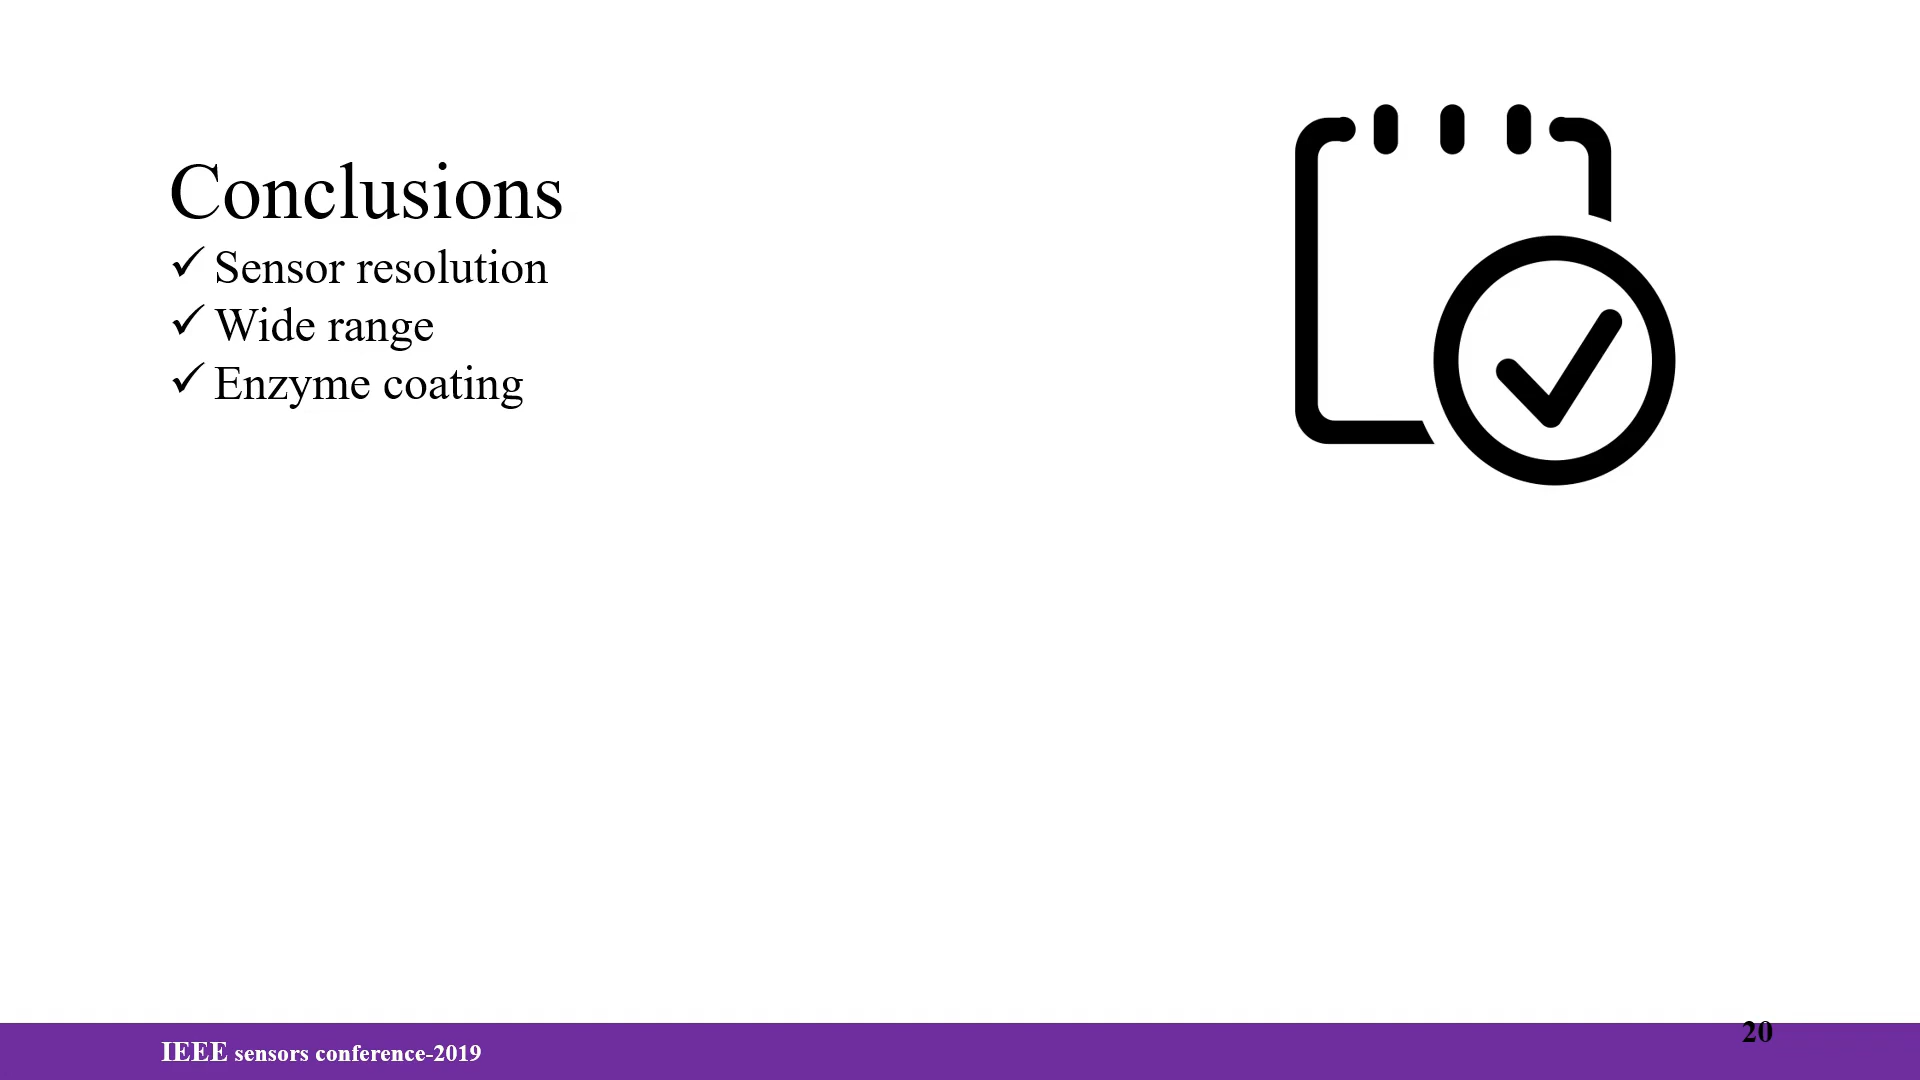 Conclusions
✓ Sensor resolution
✓ Wide range
✓ Enzyme coating
IEEE sensors conference-2019
20